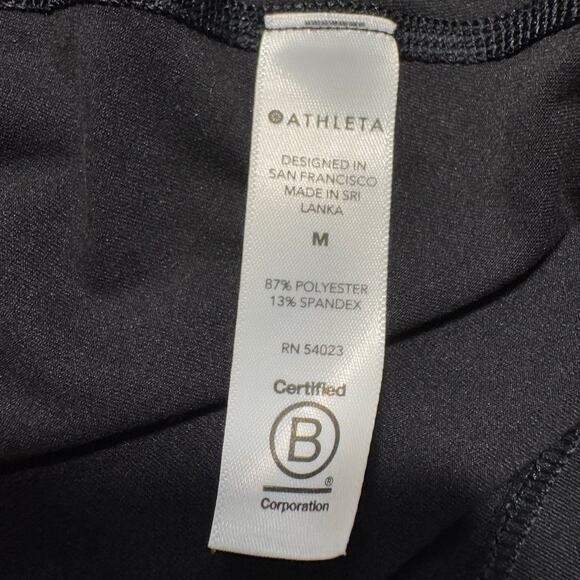 ATHLETA
DESIGNED IN
SAN FRANCISCO
MADE IN SRI
LANKA
M
87% POLYESTER
13% SPANDEX
RN 54023
Certified
B
®
Corporation